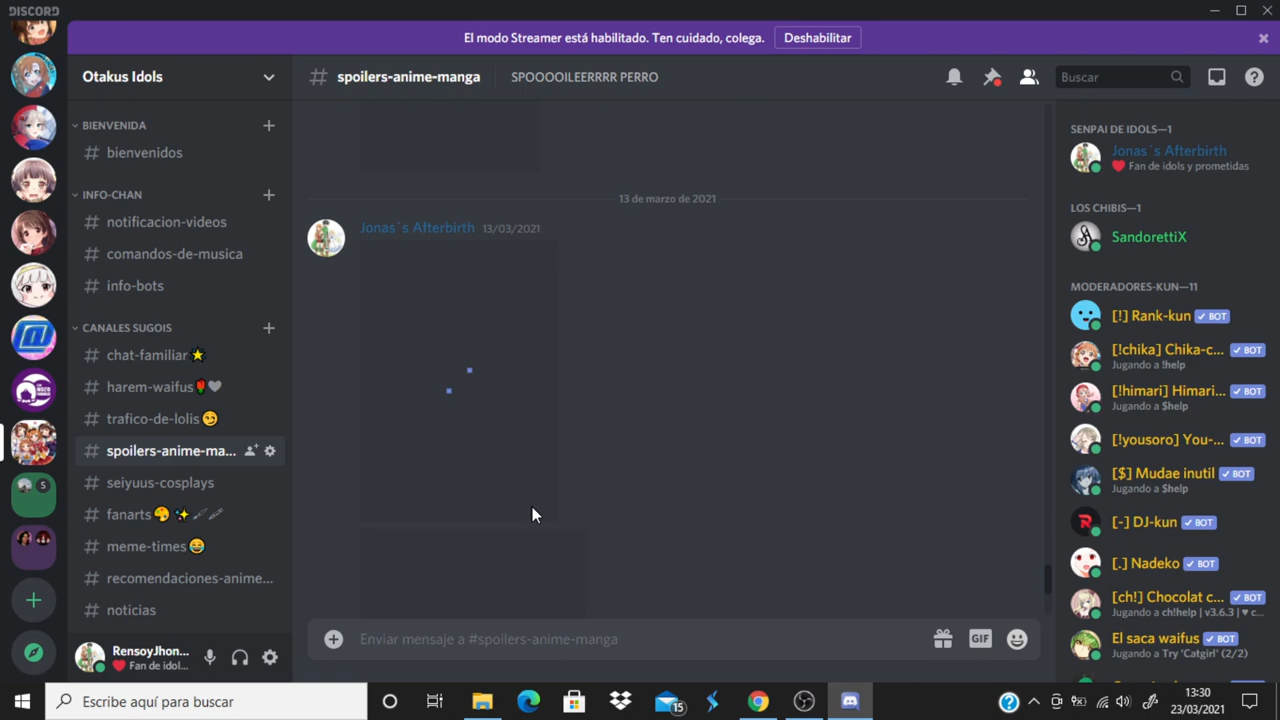 DISCORD
El modo Streamer está habilitado. Ten cuidado, colega. Deshabilitar
Otakus Idols
BIENVENIDA
# bienvenidos
INFO-CHAN
# notificacion-videos
# comandos-de-musica
# info-bots
CANALES SUGOIS
# chat-familiar⭐
# harem-waifus🌹🤍
# trafico-de-lolis😏
# spoilers-anime-ma...
# seiyuus-cosplays
# fanarts🎨✨🖌🖍
# meme-times😂
# recomendaciones-anime...
# noticias
5
RensoyJhon...
❤ Fan de idol...
# spoilers-anime-manga SPOOOOILEERRRR PERRO
Buscar
13 de marzo de 2021
Jonas´s Afterbirth 13/03/2021
Enviar mensaje a #spoilers-anime-manga
GIF
SENPAI DE IDOLS—1
Jonas´s Afterbirth
❤ Fan de idols y prometidas
LOS CHIBIS—1
SandorettiX
MODERADORES-KUN—11
[!] Rank-kun ✓ BOT
[!chika] Chika-c... ✓ BOT
Jugando a !help
[!himari] Himari... ✓ BOT
Jugando a $help
[!yousoro] You-... ✓ BOT
[$] Mudae inutil ✓ BOT
Jugando a $help
[-] DJ-kun ✓ BOT
[.] Nadeko ✓ BOT
[ch!] Chocolat c... ✓ BOT
Jugando a ch!help | v3.6.3 | ♥ c...
El saca waifus ✓ BOT
Jugando a Try 'Catgirl' (2/2)
Escribe aquí para buscar
15
13:30
23/03/2021